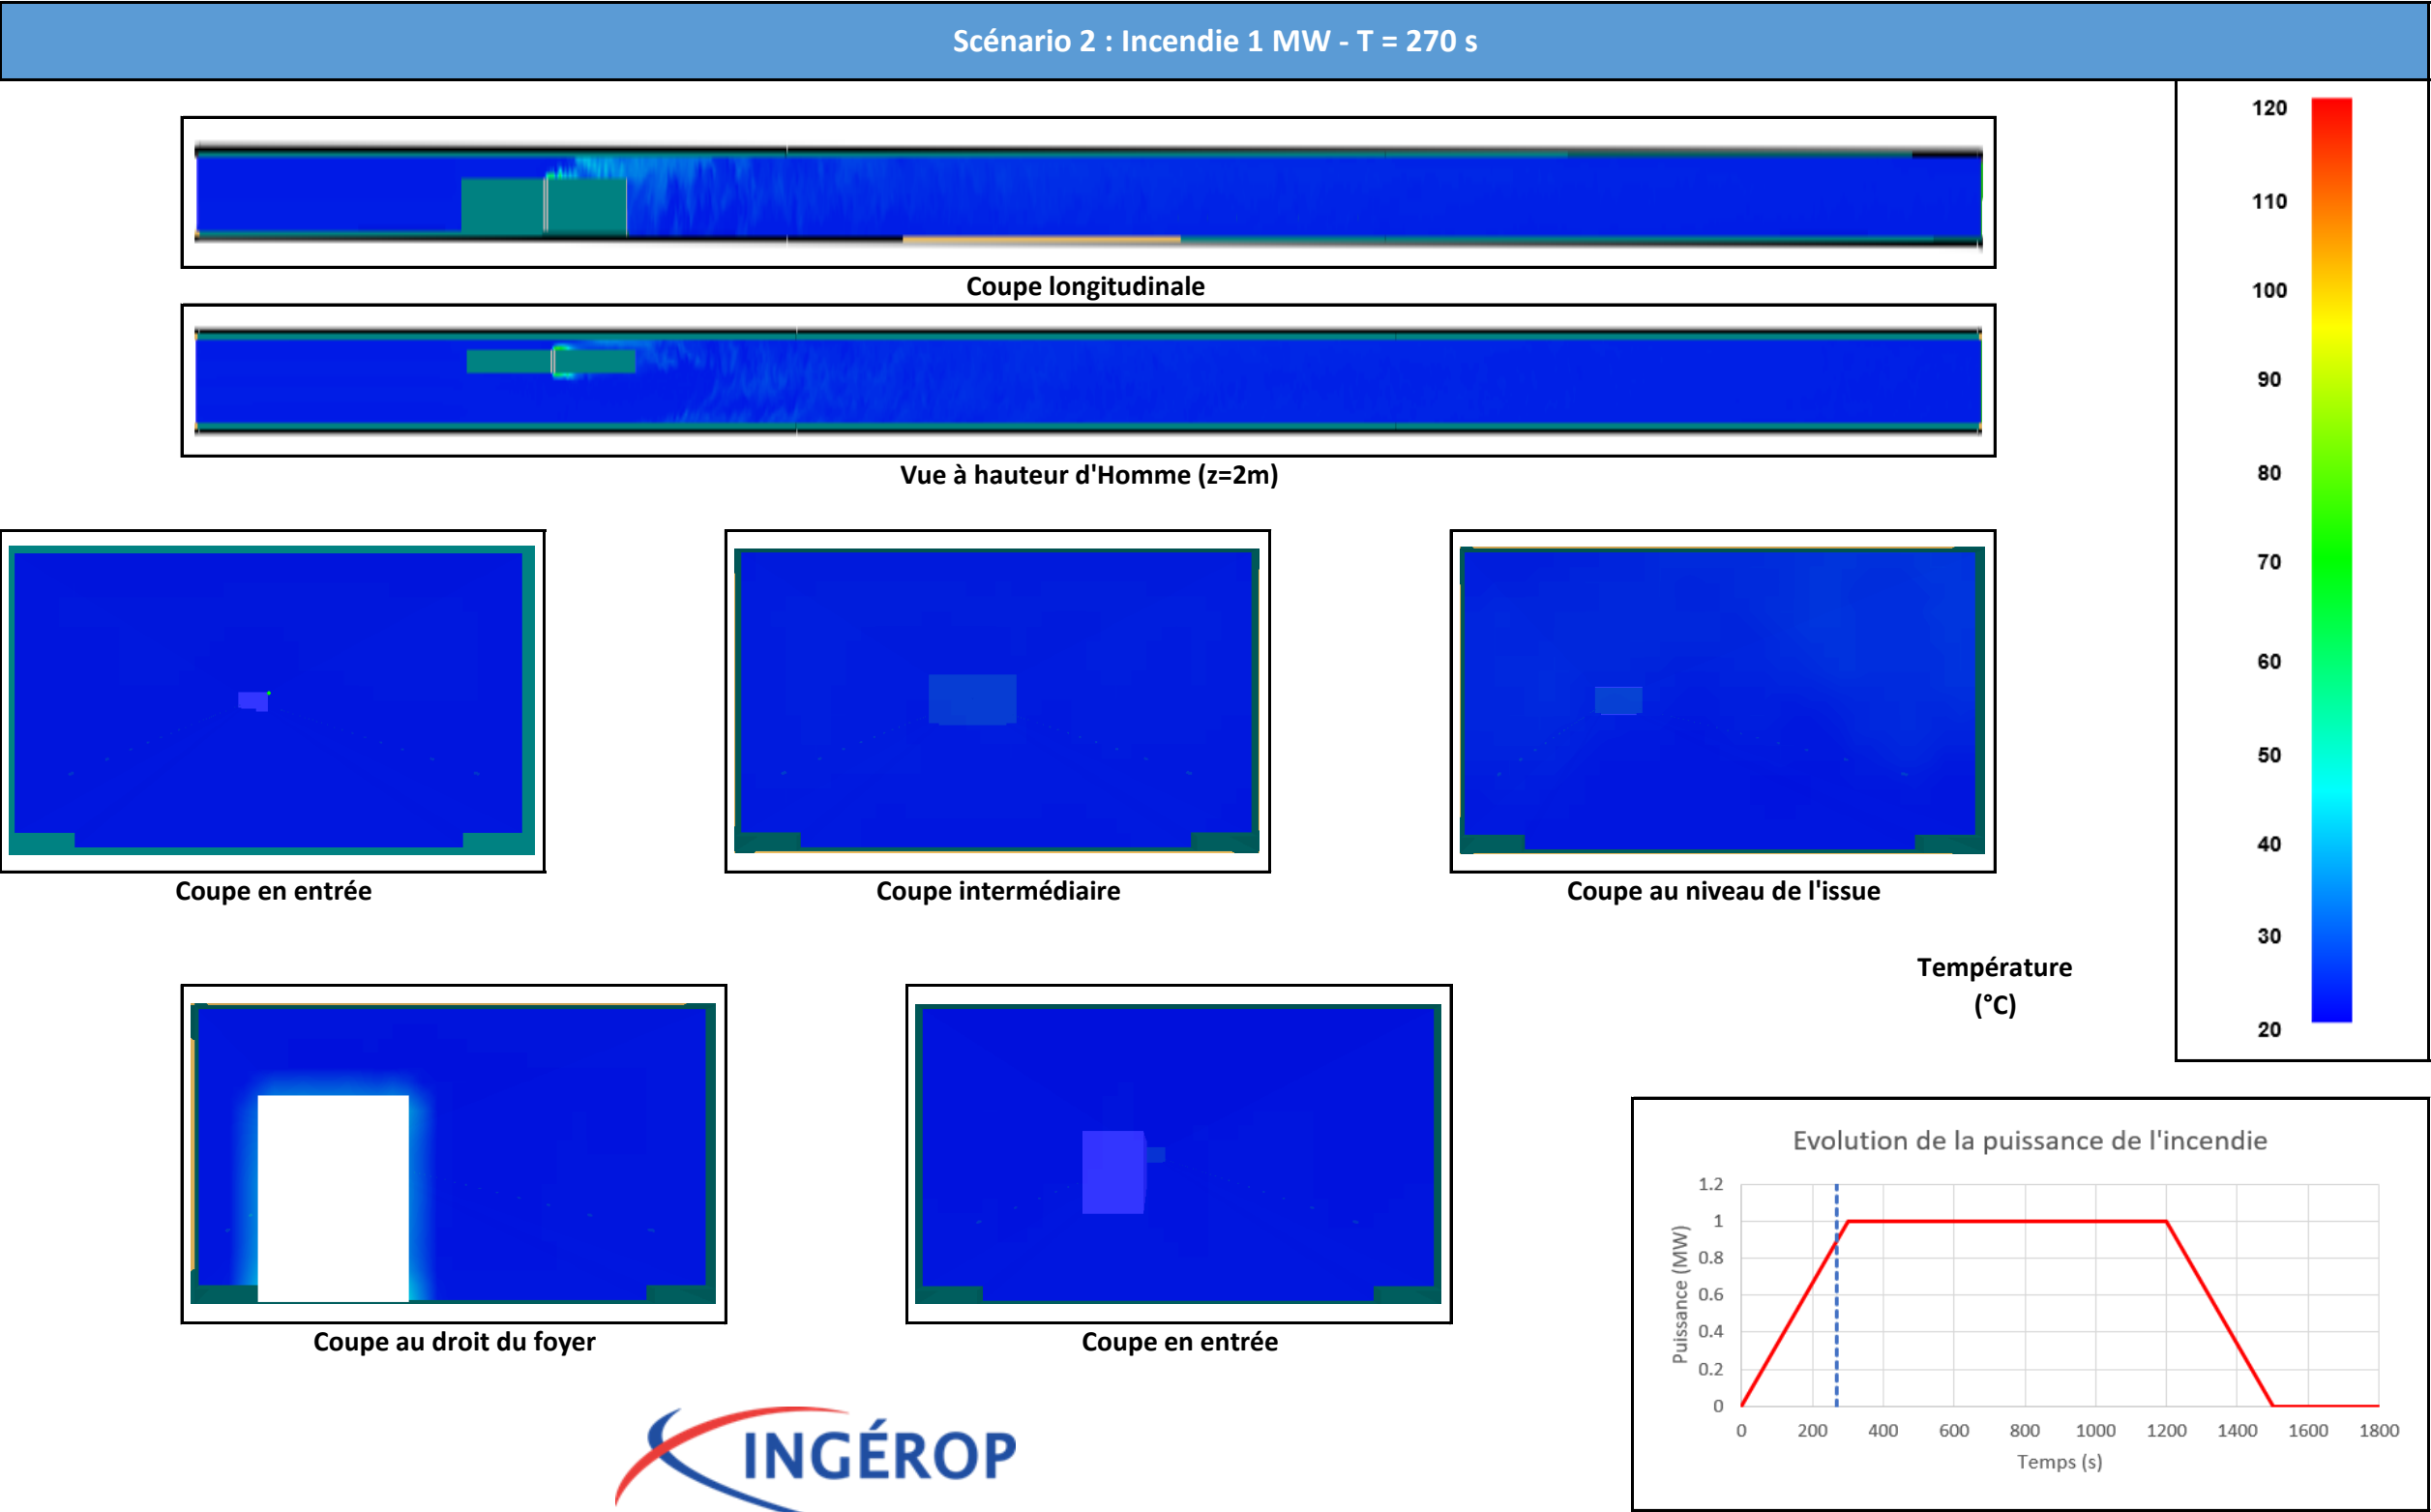 Scénario 2 : Incendie 1 MW - T = 270 s
Coupe longitudinale
Vue à hauteur d'Homme (z=2m)
Coupe en entrée
Coupe intermédiaire
Coupe au niveau de l'issue
Coupe au droit du foyer
Coupe en entrée
Température
(°C)
120
110
100
90
80
70
60
50
40
30
20
Evolution de la puissance de l'incendie
Puissance (MW)
1.2
1
0.8
0.6
0.4
0.2
0
0 200 400 600 800 1000 1200 1400 1600 1800
Temps (s)
INGÉROP